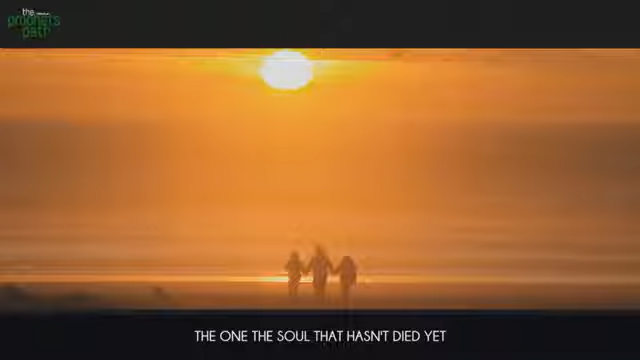 the
prophet's
path
THE ONE THE SOUL THAT HASN'T DIED YET